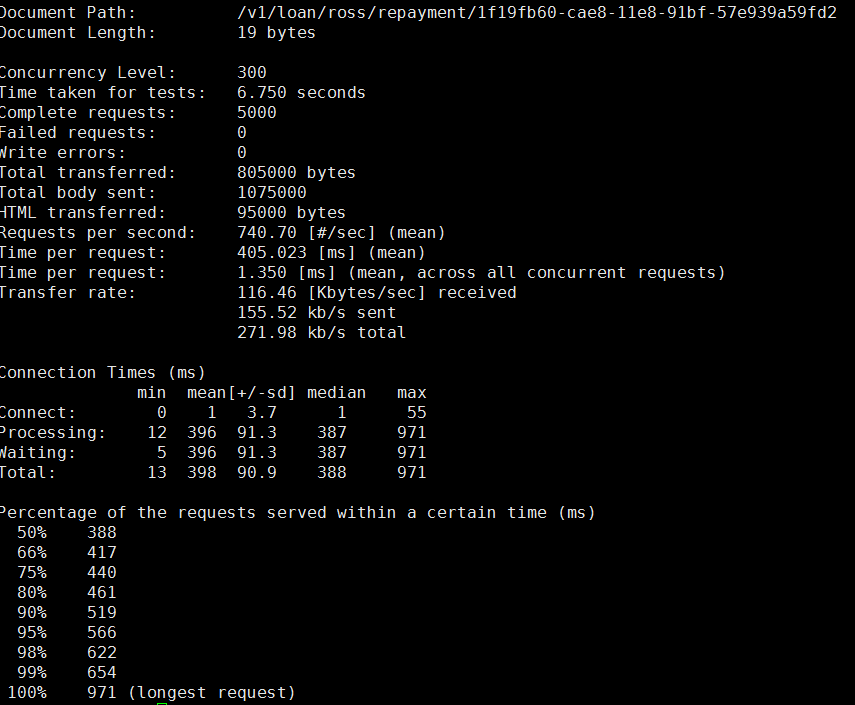 Document Path:          /v1/loan/ross/repayment/1f19fb60-cae8-11e8-91bf-57e939a59fd2
Document Length:        19 bytes

Concurrency Level:      300
Time taken for tests:   6.750 seconds
Complete requests:      5000
Failed requests:        0
Write errors:           0
Total transferred:      805000 bytes
Total body sent:        1075000
HTML transferred:       95000 bytes
Requests per second:    740.70 [#/sec] (mean)
Time per request:       405.023 [ms] (mean)
Time per request:       1.350 [ms] (mean, across all concurrent requests)
Transfer rate:          116.46 [Kbytes/sec] received
                        155.52 kb/s sent
                        271.98 kb/s total

Connection Times (ms)
              min  mean[+/-sd] median   max
Connect:        0    1   3.7      1      55
Processing:    12  396  91.3    387     971
Waiting:        5  396  91.3    387     971
Total:         13  398  90.9    388     971

Percentage of the requests served within a certain time (ms)
  50%    388
  66%    417
  75%    440
  80%    461
  90%    519
  95%    566
  98%    622
  99%    654
 100%    971 (longest request)